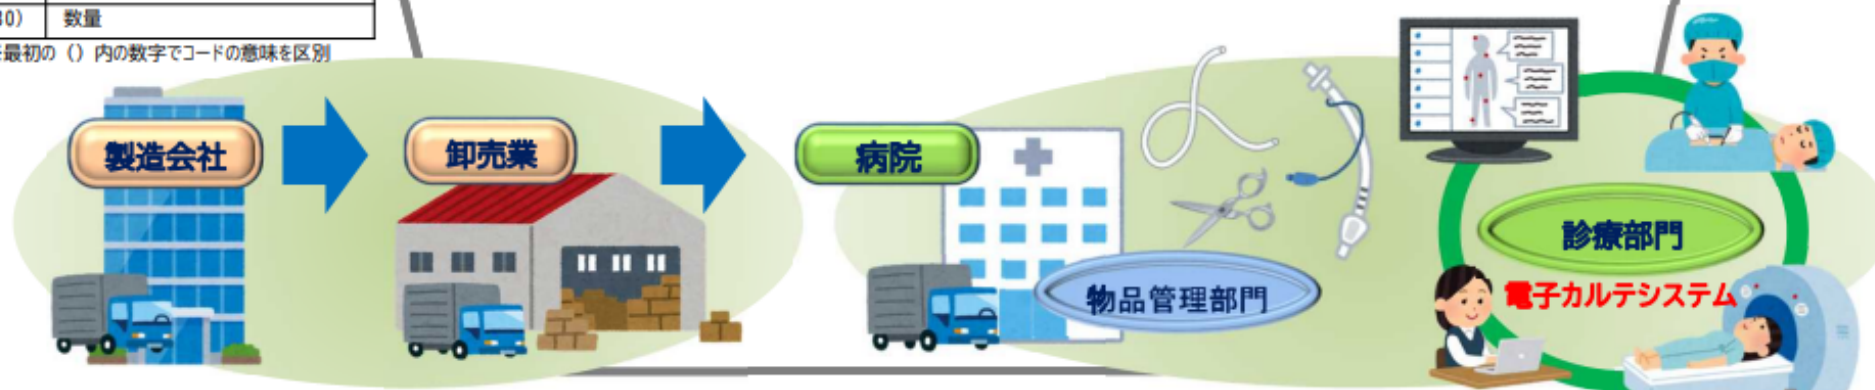 30) 数量
※最初の（）内の数字でコードの意味を区別
製造会社
卸売業
病院
物品管理部門
診療部門
電子カルテシステム